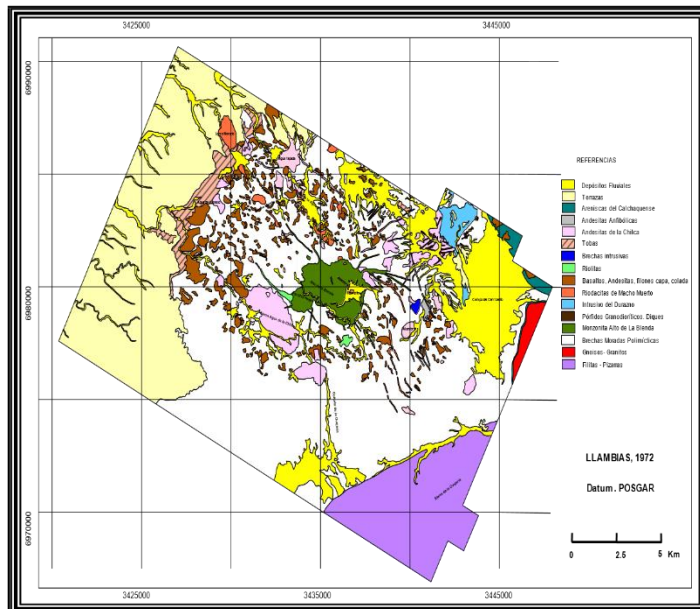 3425000
3435000
3445000
6990000
6980000
6970000
REFERENCIAS
Depósitos Fluviales
Terrazas
Areniscas del Calchaquense
Andesitas Anfibólicas
Andesitas de la Chilca
Tobas
Brechas intrusivas
Riolitas
Basaltos, Andesitas, filones capa, colada
Riodacitas de Macho Muerto
Intrusivo del Durazno
Pórfidos Granodioríticos, Diques
Monzonita Alto de La Blenda
Brechas Moradas Polimícticas
Gneises - Granitos
Filitas - Pizarras
LLAMBIAS, 1972
Datum. POSGAR
0 2.5 5 Km
3425000
3435000
3445000